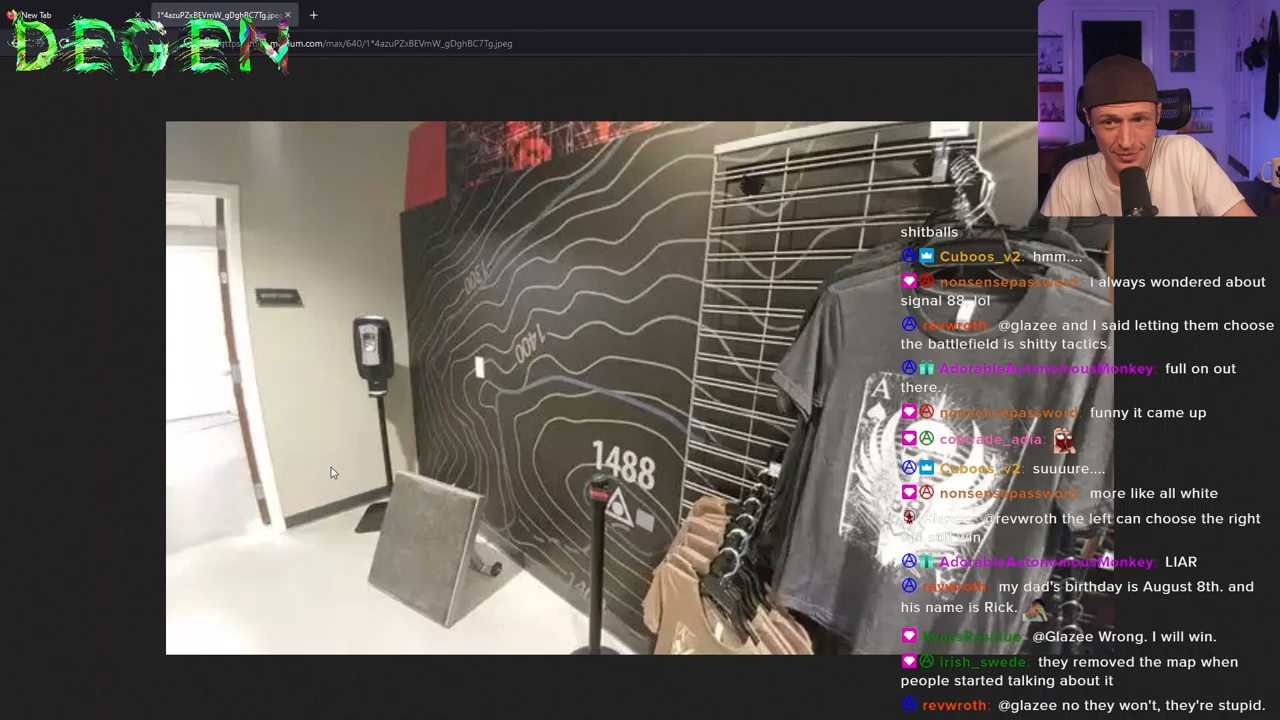 New Tab
1*4azuPZxBEVmW_gDghBC7Tg.jpeg
DEGEN
.com/max/640/1*4azuPZxBEVmW_gDghBC7Tg.jpeg
1300
1400
1488
A
shitballs
Cuboos_v2: hmm....
nonsensepassword: I always wondered about
signal 88. lol
revwroth: @glazee and I said letting them choose
the battlefield is shitty tactics.
AdorableAutonomousMonkey: full on out
there.
nonsensepassword: funny it came up
comrade_adia:
Cuboos_v2: suuuure....
nonsensepassword: more like all white
Glazee: @revwroth the left can choose the right
will still win
AdorableAutonomousMonkey: LIAR
revwroth: my dad's birthday is August 8th. and
his name is Rick.
@Glazee Wrong. I will win.
irish_swede: they removed the map when
people started talking about it
revwroth: @glazee no they won't, they're stupid.